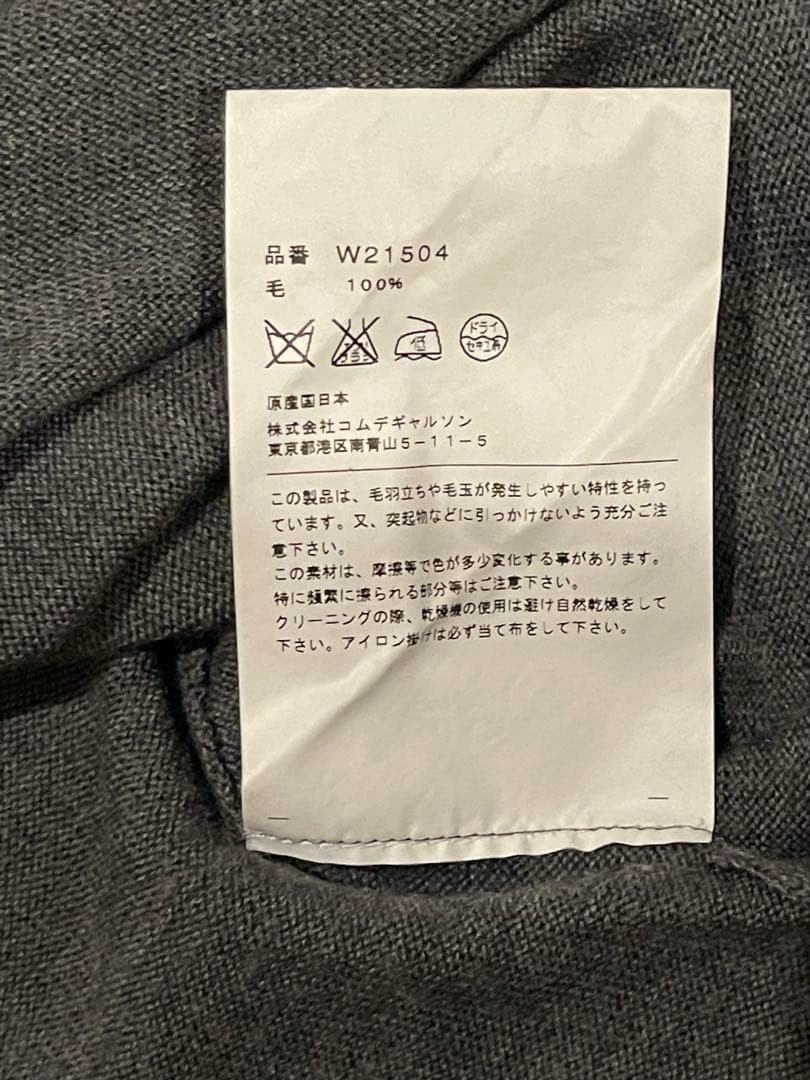 品番 W21504
毛 100%
エンソ
サラシ
低
ドライ
セキユ系
原産国日本
株式会社コムデギャルソン
東京都港区南青山5-11-5
この製品は、毛羽立ちや毛玉が発生しやすい特性を持っ
ています。又、突起物などに引っかけないよう充分ご注
意下さい。
この素材は、摩擦等で色が多少変化する事があります。
特に頻繁に擦られる部分等はご注意下さい。
クリーニングの際、乾燥機の使用は避け自然乾燥をして
下さい。アイロン掛けは必ず当て布をして下さい。